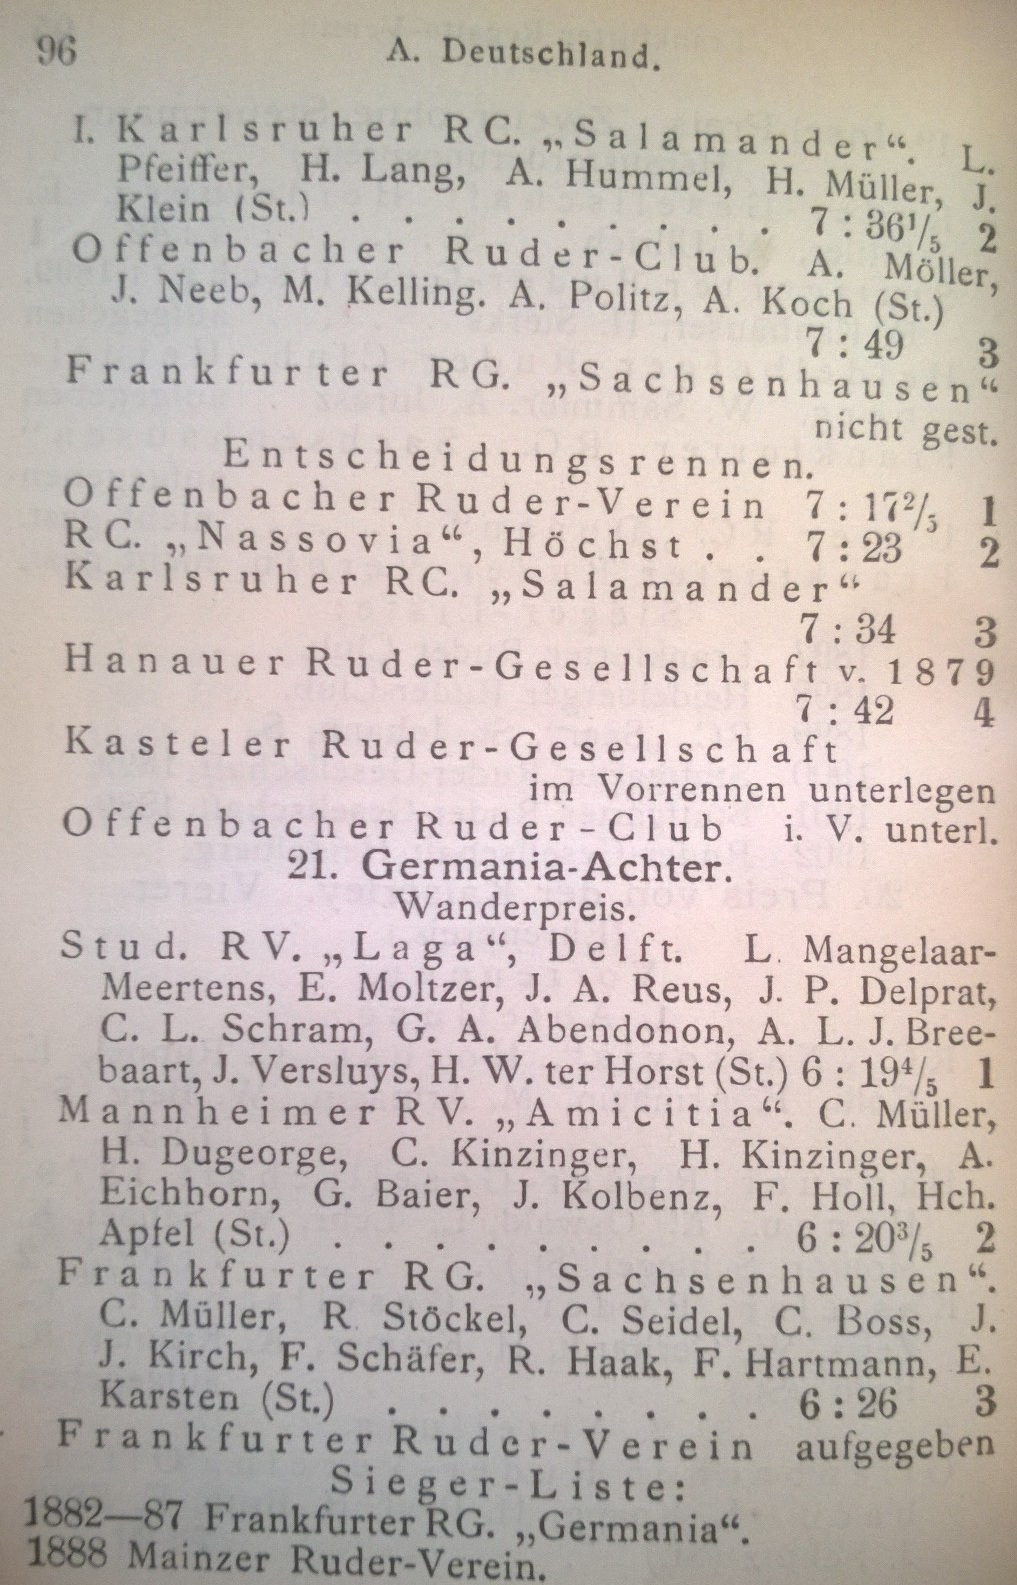 96
A. Deutschland.
I. Karlsruher RC. „Salamander“. L.
Pfeiffer, H. Lang, A. Hummel, H. Müller, J.
Klein (St.) . . . . . . . . 7 : 36¹/₅ 2
Offenbacher Ruder-Club. A. Möller,
J. Neeb, M. Kelling. A. Politz, A. Koch (St.)
7 : 49 3
Frankfurter RG. „Sachsenhausen“
nicht gest.
Entscheidungsrennen.
Offenbacher Ruder-Verein 7 : 17²/₅ 1
RC. „Nassovia“, Höchst . . 7 : 23 2
Karlsruher RC. „Salamander“
7 : 34 3
Hanauer Ruder-Gesellschaft v. 1879
7 : 42 4
Kasteler Ruder-Gesellschaft
im Vorrennen unterlegen
Offenbacher Ruder-Club i. V. unterl.
21. Germania-Achter.
Wanderpreis.
Stud. RV. „Laga“, Delft. L. Mangelaar-
Meertens, E. Moltzer, J. A. Reus, J. P. Delprat,
C. L. Schram, G. A. Abendonon, A. L. J. Bree-
baart, J. Versluys, H. W. ter Horst (St.) 6 : 19⁴/₅ 1
Mannheimer RV. „Amicitia“. C. Müller,
H. Dugeorge, C. Kinzinger, H. Kinzinger, A.
Eichhorn, G. Baier, J. Kolbenz, F. Holl, Hch.
Apfel (St.) . . . . . . . . . 6 : 20³/₅ 2
Frankfurter RG. „Sachsenhausen“.
C. Müller, R. Stöckel, C. Seidel, C. Boss, J.
J. Kirch, F. Schäfer, R. Haak, F. Hartmann, E.
Karsten (St.) . . . . . . . . 6 : 26 3
Frankfurter Ruder-Verein aufgegeben
Sieger-Liste:
1882—87 Frankfurter RG. „Germania“.
1888 Mainzer Ruder-Verein.